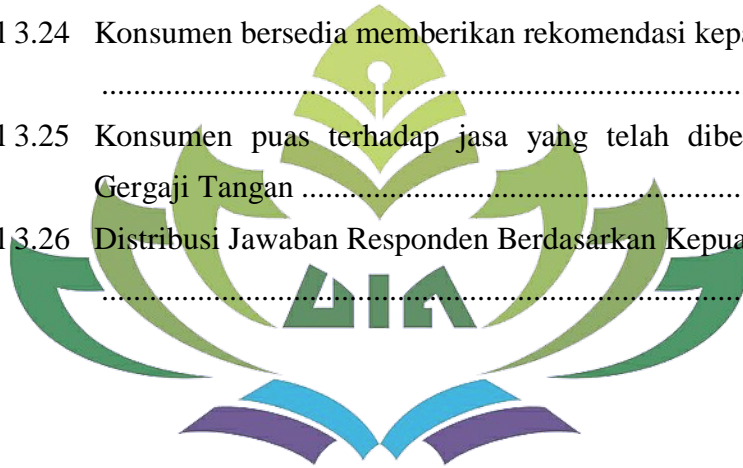 l 3.24 Konsumen bersedia memberikan rekomendasi kepa
........................................................................
l 3.25 Konsumen puas terhadap jasa yang telah dibe
Gergaji Tangan ................................................
l 3.26 Distribusi Jawaban Responden Berdasarkan Kepua
........................................................................
UIN